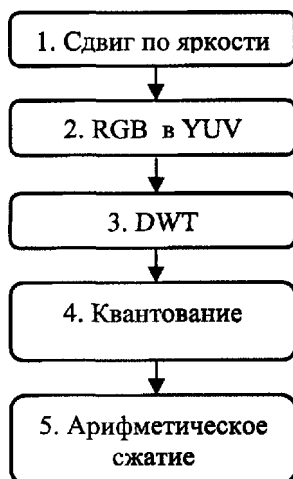 1. Сдвиг по яркости
2. RGB в YUV
3. DWT
4. Квантование
5. Арифметическое
сжатие